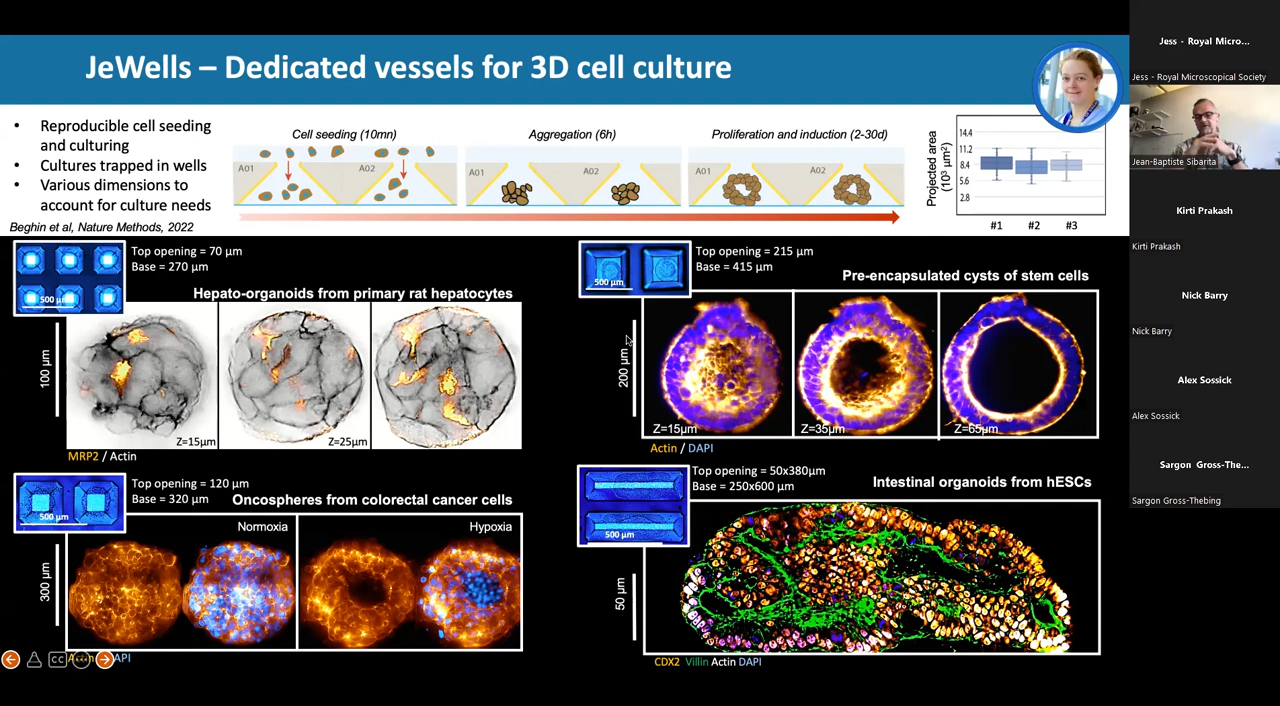 JeWells – Dedicated vessels for 3D cell culture
• Reproducible cell seeding
and culturing
• Cultures trapped in wells
• Various dimensions to
account for culture needs
Beghin et al, Nature Methods, 2022
Cell seeding (10mn)
A01
A02
Aggregation (6h)
A01
A02
Proliferation and induction (2-30d)
A01
A02
Projected area
(10³ µm²)
14.4
11.2
8.4
5.6
2.8
#1
#2
#3
500 µm
Top opening = 70 µm
Base = 270 µm
Hepato-organoids from primary rat hepatocytes
100 µm
Z=15µm
Z=25µm
MRP2 / Actin
500 µm
Top opening = 215 µm
Base = 415 µm
Pre-encapsulated cysts of stem cells
200 µm
Z=15µm
Z=35µm
Z=65µm
Actin / DAPI
500 µm
Top opening = 120 µm
Base = 320 µm
Oncospheres from colorectal cancer cells
300 µm
Normoxia
Hypoxia
500 µm
Top opening = 50x380µm
Base = 250x600 µm
Intestinal organoids from hESCs
50 µm
CDX2 Villin Actin DAPI
cc
Jess - Royal Micro...
Jess - Royal Microscopical Society
Jean-Baptiste Sibarita
Kirti Prakash
Kirti Prakash
Nick Barry
Nick Barry
Alex Sossick
Alex Sossick
Sargon Gross-The...
Sargon Gross-Thebing